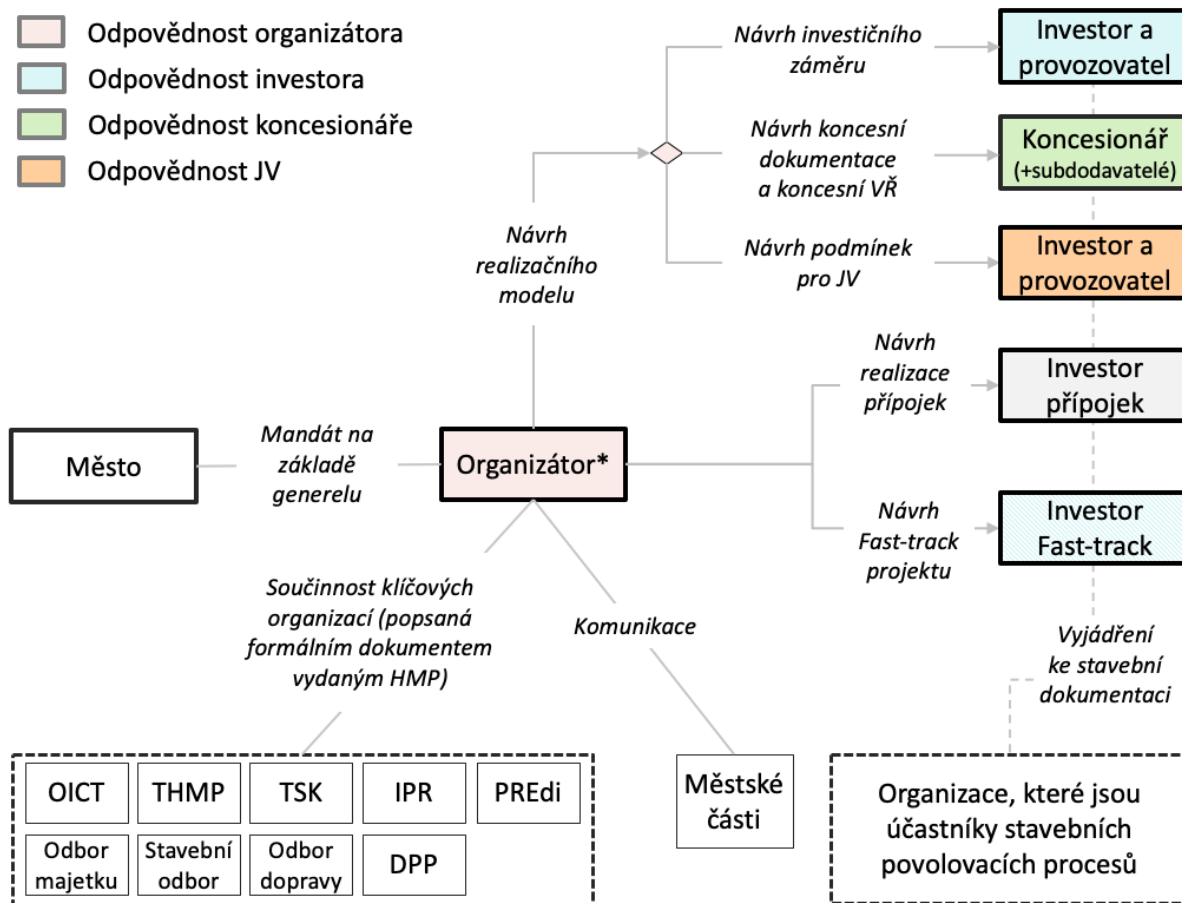 Odpovědnost organizátora
Odpovědnost investora
Odpovědnost koncesionáře
Odpovědnost JV
Návrh investičního
záměru
Investor a
provozovatel
Návrh koncesní
dokumentace
a koncesní VŘ
Koncesionář
(+subdodavatelé)
Návrh
realizačního
modelu
Návrh podmínek
pro JV
Investor a
provozovatel
Návrh
realizace
přípojek
Investor
přípojek
Město
Mandát na
základě
generelu
Organizátor*
Návrh
Fast-track
projektu
Investor
Fast-track
Součinnost klíčových
organizací (popsaná
formálním dokumentem
vydaným HMP)
Komunikace
Vyjádření
ke stavební
dokumentaci
OICT
THMP
TSK
IPR
PREdi
Odbor
majetku
Stavební
odbor
Odbor
dopravy
DPP
Městské
části
Organizace, které jsou
účastníky stavebních
povolovacích procesů